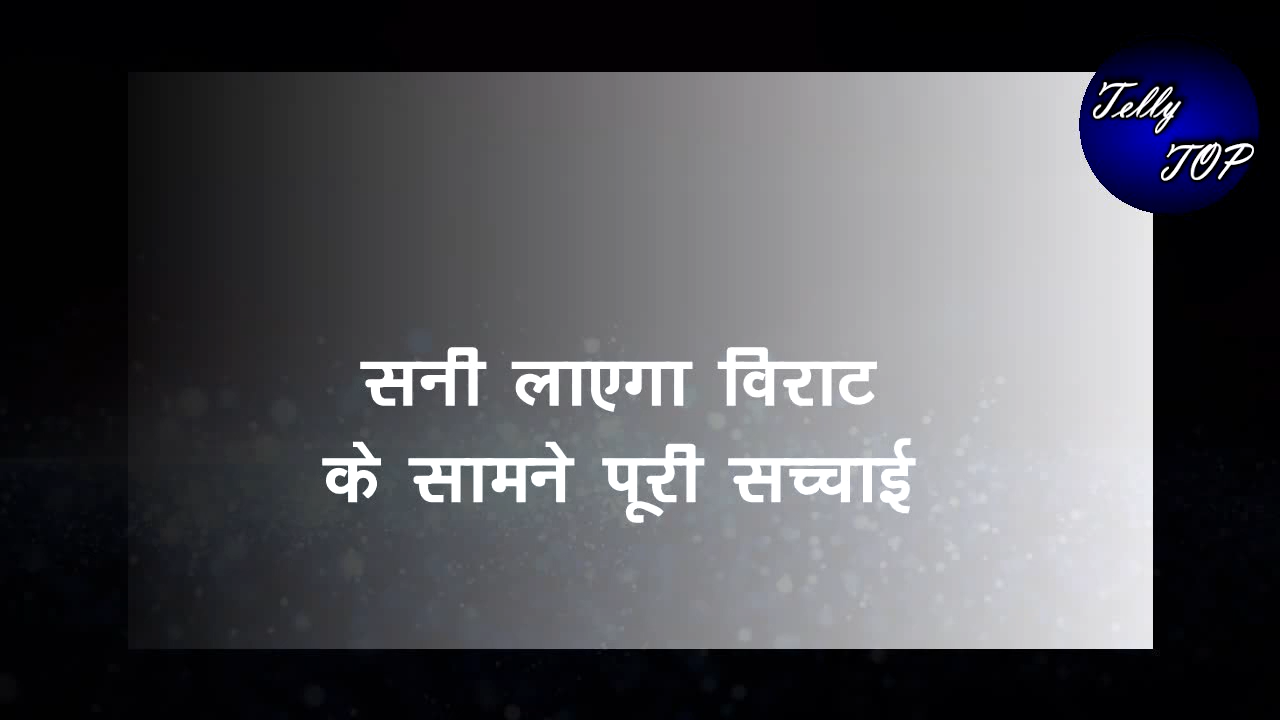 Telly
TOP
सनी लाएगा विराट
के सामने पूरी सच्चाई